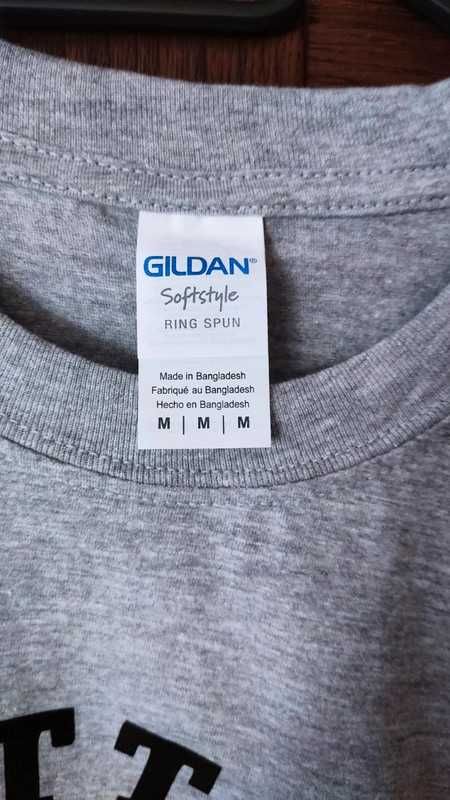 GILDAN®
Softstyle
RING SPUN
Made in Bangladesh
Fabriqué au Bangladesh
Hecho en Bangladesh
M | M | M